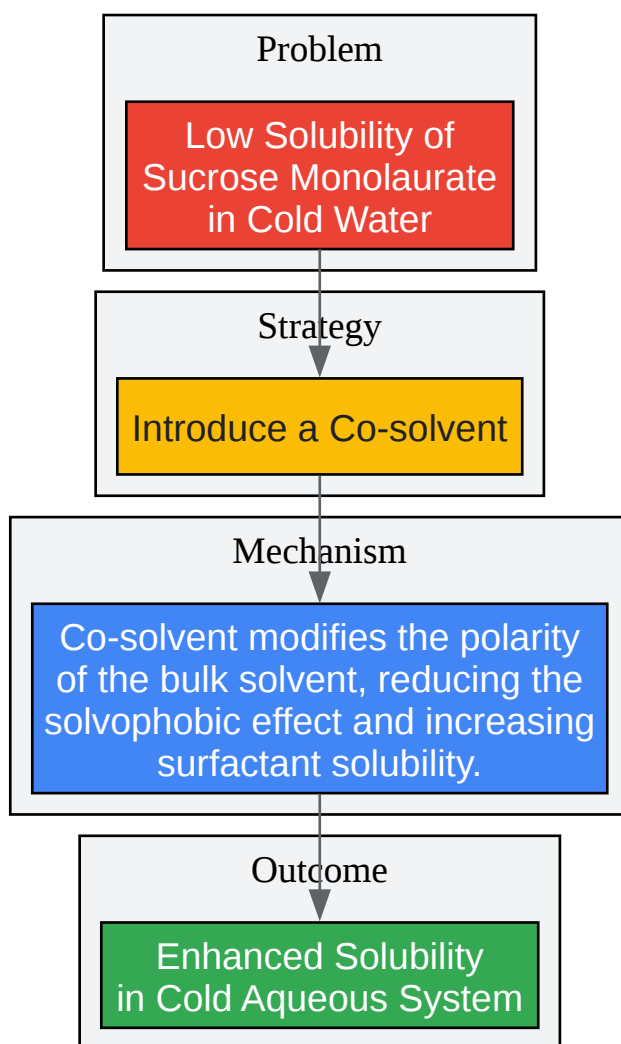 Problem
Low Solubility of
Sucrose Monolaurate
in Cold Water
Strategy
Introduce a Co-solvent
Mechanism
Co-solvent modifies the polarity
of the bulk solvent, reducing the
solvophobic effect and increasing
surfactant solubility.
Outcome
Enhanced Solubility
in Cold Aqueous System